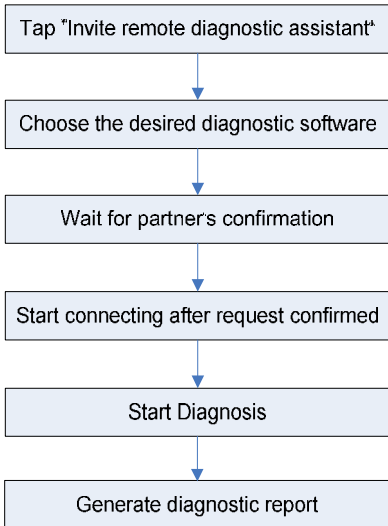 Tap "Invite remote diagnostic assistant"
Choose the desired diagnostic software
Wait for partner's confirmation
Start connecting after request confirmed
Start Diagnosis
Generate diagnostic report